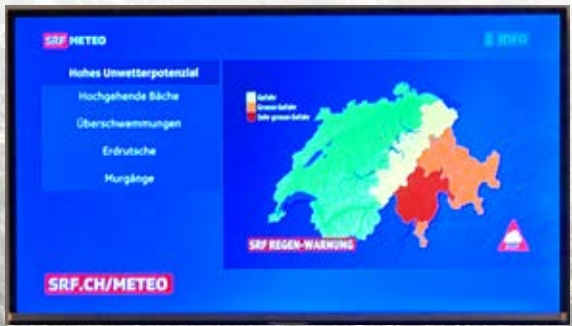 SRF METEO
INFO
Hohes Unwetterpotenzial
Hochgehende Bäche
Überschwemmungen
Erdrutsche
Murgänge
Gefahr
Grosse Gefahr
Sehr grosse Gefahr
SRF REGEN-WARNUNG
SRF.CH/METEO